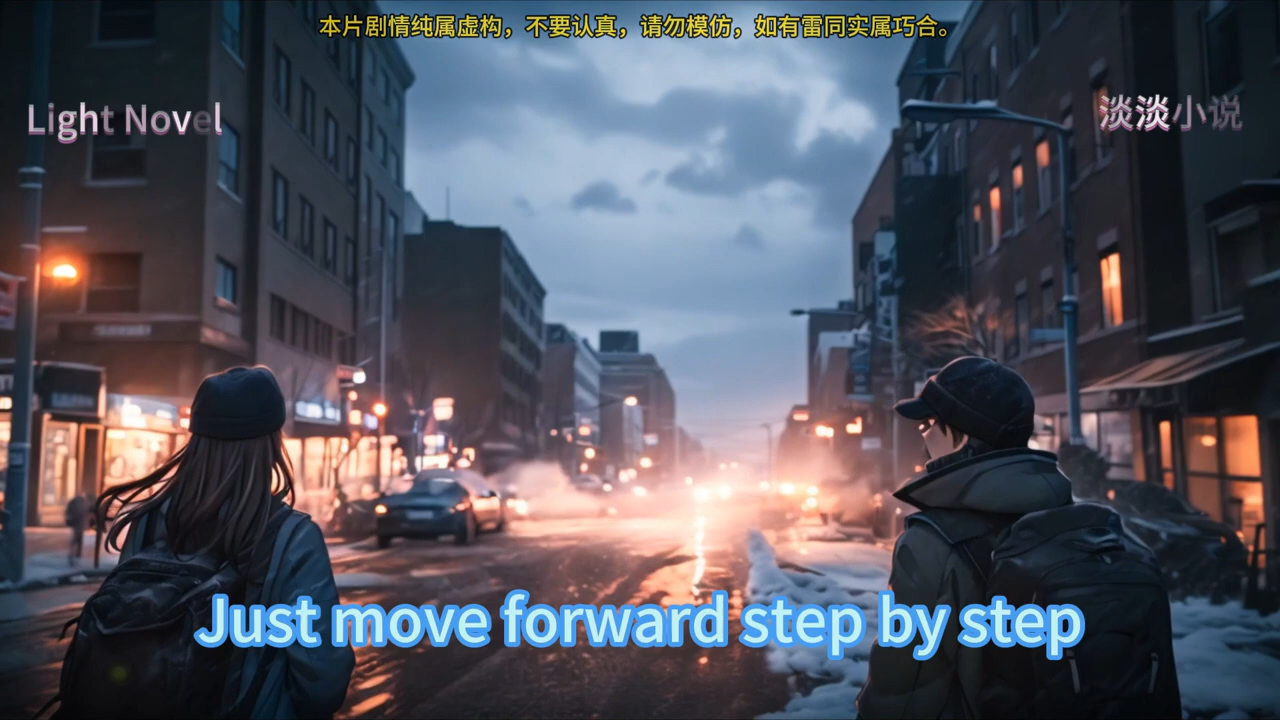 本片剧情纯属虚构，不要认真，请勿模仿，如有雷同实属巧合。
Light Novel
淡淡小说
Just move forward step by step